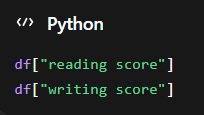 </> Python
df["reading score"]
df["writing score"]